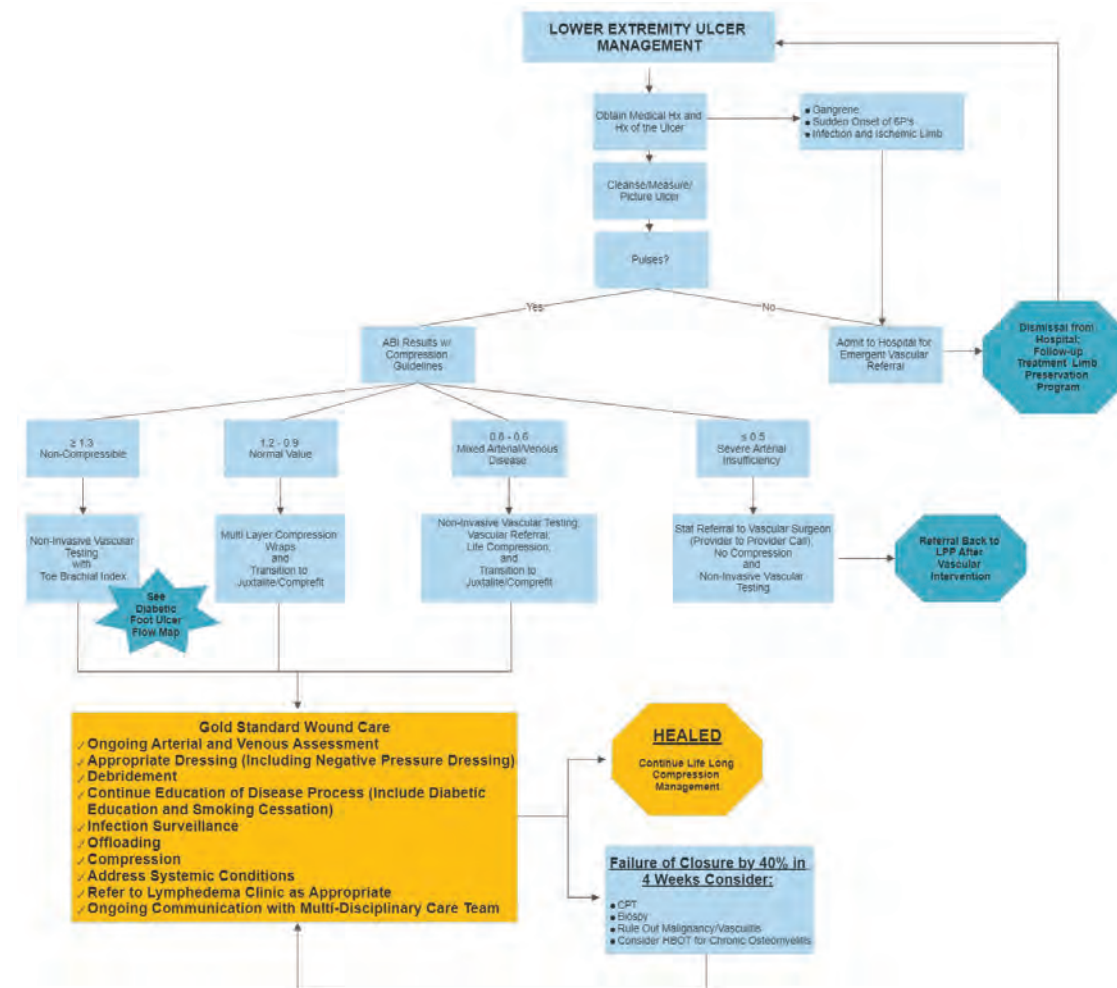 LOWER EXTREMITY ULCER
MANAGEMENT
Obtain Medical Hx and
Hx of the Ulcer
● Gangrene
● Sudden Onset of 6P's
● Infection and Ischemic Limb
Cleanse/Measure/
Picture Ulcer
Pulses?
Yes
No
ABI Results w/
Compression
Guidelines
Admit to Hospital for
Emergent Vascular
Referral
Dismissal from
Hospital;
Follow-up
Treatment Limb
Preservation
Program
≥ 1.3
Non-Compressible
1.2 - 0.9
Normal Value
0.8 - 0.6
Mixed Arterial/Venous
Disease
≤ 0.5
Severe Arterial
Insufficiency
Non-Invasive Vascular
Testing
with
Toe Brachial Index
See
Diabetic
Foot Ulcer
Flow Map
Multi Layer Compression
Wraps
and
Transition to
Juxtalite/Comprefit
Non-Invasive Vascular Testing
Vascular Referral
Life Compression
and
Transition to
Juxtalite/Comprefit
Stat Referral to Vascular Surgeon
(Provider to Provider Call)
No Compression
and
Non-Invasive Vascular
Testing
Referral Back to
LPP After
Vascular
Intervention
Gold Standard Wound Care
✓ Ongoing Arterial and Venous Assessment
✓ Appropriate Dressing (Including Negative Pressure Dressing)
✓ Debridement
✓ Continue Education of Disease Process (Include Diabetic
Education and Smoking Cessation)
✓ Infection Surveillance
✓ Offloading
✓ Compression
✓ Address Systemic Conditions
✓ Refer to Lymphedema Clinic as Appropriate
✓ Ongoing Communication with Multi-Disciplinary Care Team
HEALED
Continue Life Long
Compression
Management
Failure of Closure by 40% in
4 Weeks Consider:
● CPT
● Biospy
● Rule Out Malignancy/Vasculitis
● Consider HBOT for Chronic Osteomyelitis